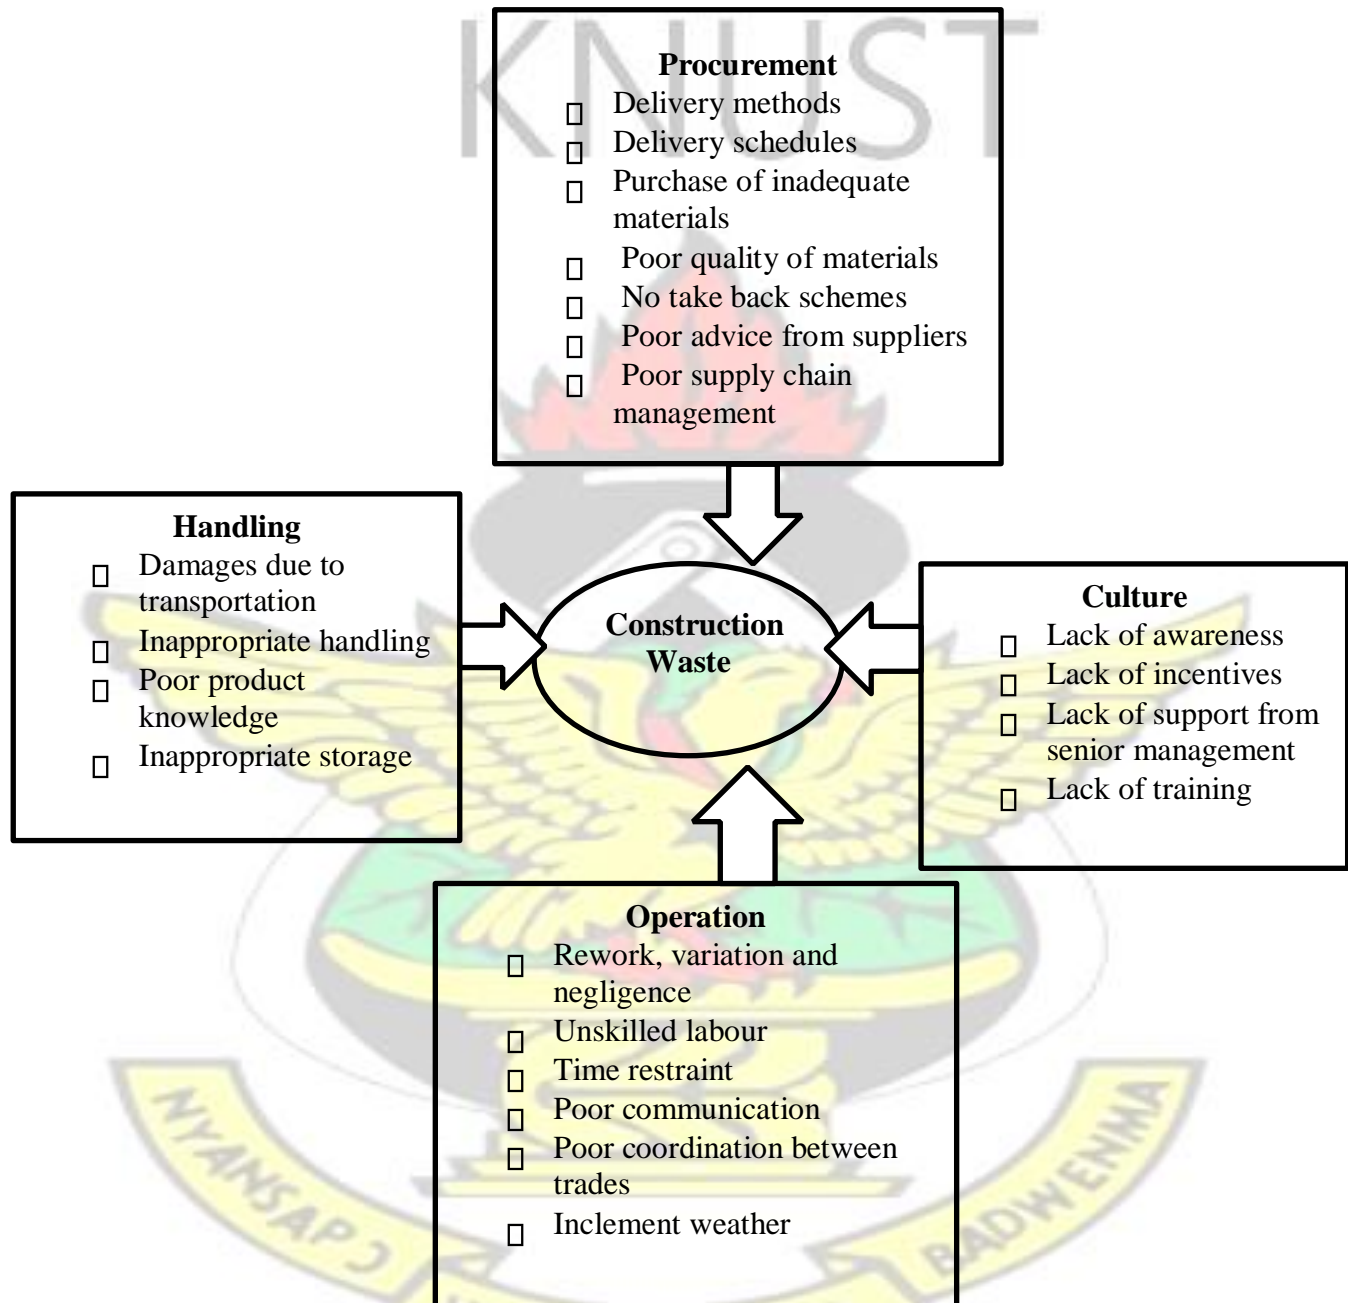 KNUST
Procurement
Delivery methods
Delivery schedules
Purchase of inadequate
materials
Poor quality of materials
No take back schemes
Poor advice from suppliers
Poor supply chain
management
Handling
Damages due to
transportation
Inappropriate handling
Poor product
knowledge
Inappropriate storage
Construction
Waste
Culture
Lack of awareness
Lack of incentives
Lack of support from
senior management
Lack of training
Operation
Rework, variation and
negligence
Unskilled labour
Time restraint
Poor communication
Poor coordination between
trades
Inclement weather
NYANSAPƆ
BADWENMA